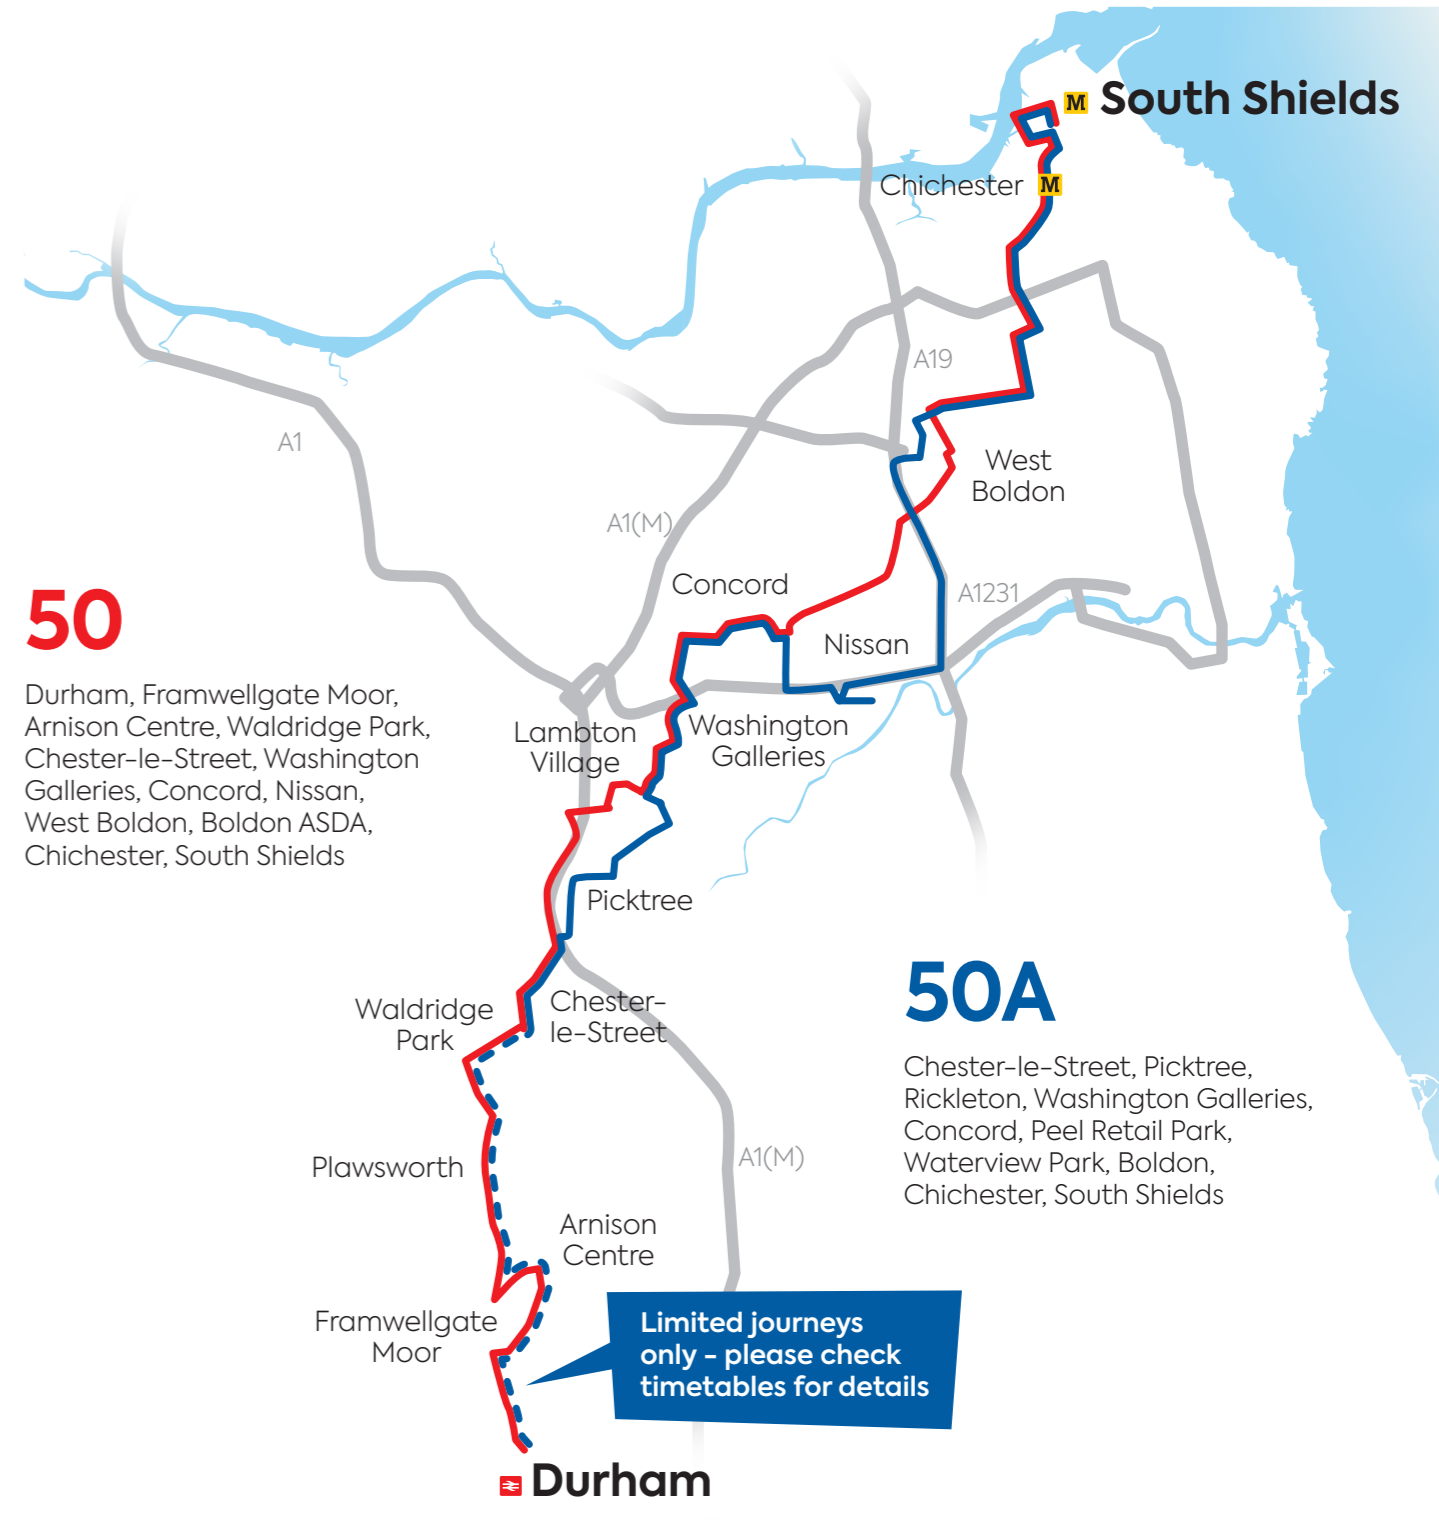 M South Shields
Chichester M
A19
A1
West
Boldon
A1(M)
Concord
A1231
50
Nissan
Durham, Framwellgate Moor,
Arnison Centre, Waldridge Park,
Chester-le-Street, Washington
Galleries, Concord, Nissan,
West Boldon, Boldon ASDA,
Chichester, South Shields
Lambton
Village
Washington
Galleries
Picktree
Waldridge
Park
Chester-
le-Street
50A
Chester-le-Street, Picktree,
Rickleton, Washington Galleries,
Concord, Peel Retail Park,
Waterview Park, Boldon,
Chichester, South Shields
Plawsworth
A1(M)
Arnison
Centre
Framwellgate
Moor
Limited journeys
only - please check
timetables for details
Durham